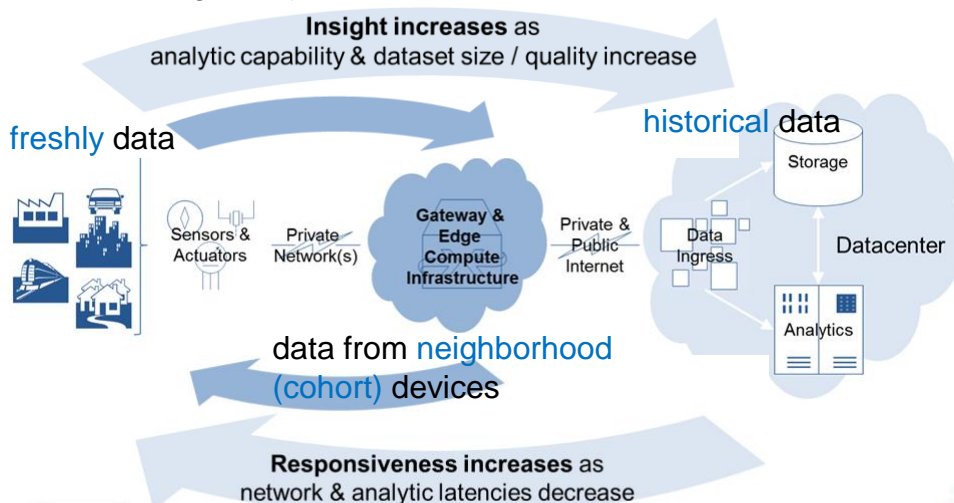 Insight increases as
analytic capability & dataset size / quality increase
freshly data
historical data
Storage
Sensors &
Actuators
Private
Network(s)
Gateway &
Edge
Compute
Infrastructure
Private &
Public
Internet
Data
Ingress
Datacenter
Analytics
data from neighborhood
(cohort) devices
Responsiveness increases as
network & analytic latencies decrease